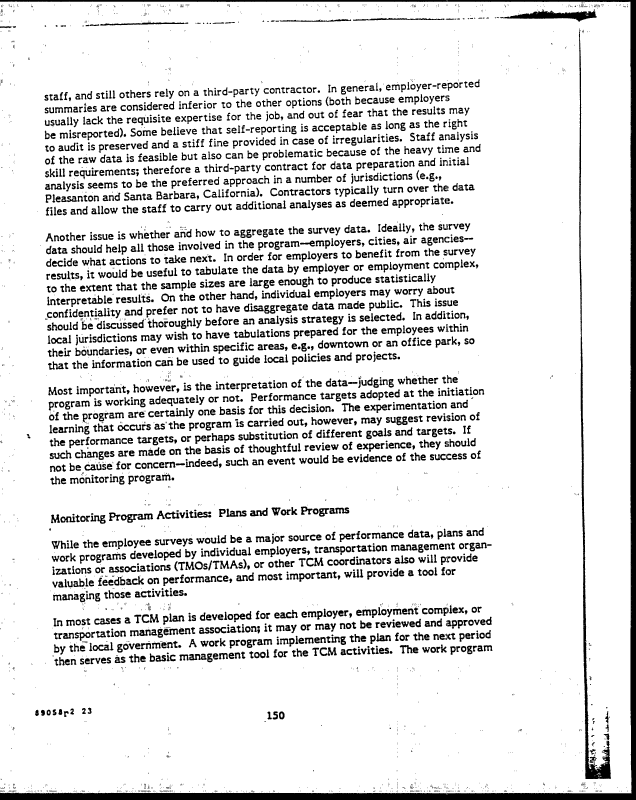 staff, and still others rely on a third-party contractor. In general, employer-reported
summaries are considered inferior to the other options (both because employers
usually lack the requisite expertise for the job, and out of fear that the results may
be misreported). Some believe that self-reporting is acceptable as long as the right
to audit is preserved and a stiff fine provided in case of irregularities. Staff analysis
of the raw data is feasible but also can be problematic because of the heavy time and
skill requirements; therefore a third-party contract for data preparation and initial
analysis seems to be the preferred approach in a number of jurisdictions (e.g.,
Pleasanton and Santa Barbara, California). Contractors typically turn over the data
files and allow the staff to carry out additional analyses as deemed appropriate.
Another issue is whether and how to aggregate the survey data. Ideally, the survey
data should help all those involved in the program—employers, cities, air agencies—
decide what actions to take next. In order for employers to benefit from the survey
results, it would be useful to tabulate the data by employer or employment complex,
to the extent that the sample sizes are large enough to produce statistically
interpretable results. On the other hand, individual employers may worry about
confidentiality and prefer not to have disaggregate data made public. This issue
should be discussed thoroughly before an analysis strategy is selected. In addition,
local jurisdictions may wish to have tabulations prepared for the employees within
their boundaries, or even within specific areas, e.g., downtown or an office park, so
that the information can be used to guide local policies and projects.
Most important, however, is the interpretation of the data—judging whether the
program is working adequately or not. Performance targets adopted at the initiation
of the program are certainly one basis for this decision. The experimentation and
learning that occurs as the program is carried out, however, may suggest revision of
the performance targets, or perhaps substitution of different goals and targets. If
such changes are made on the basis of thoughtful review of experience, they should
not be cause for concern—indeed, such an event would be evidence of the success of
the monitoring program.
Monitoring Program Activities: Plans and Work Programs
While the employee surveys would be a major source of performance data, plans and
work programs developed by individual employers, transportation management organ-
izations or associations (TMOs/TMAs), or other TCM coordinators also will provide
valuable feedback on performance, and most important, will provide a tool for
managing those activities.
In most cases a TCM plan is developed for each employer, employment complex, or
transportation management association; it may or may not be reviewed and approved
by the local government. A work program implementing the plan for the next period
then serves as the basic management tool for the TCM activities. The work program
89058r2 23
150